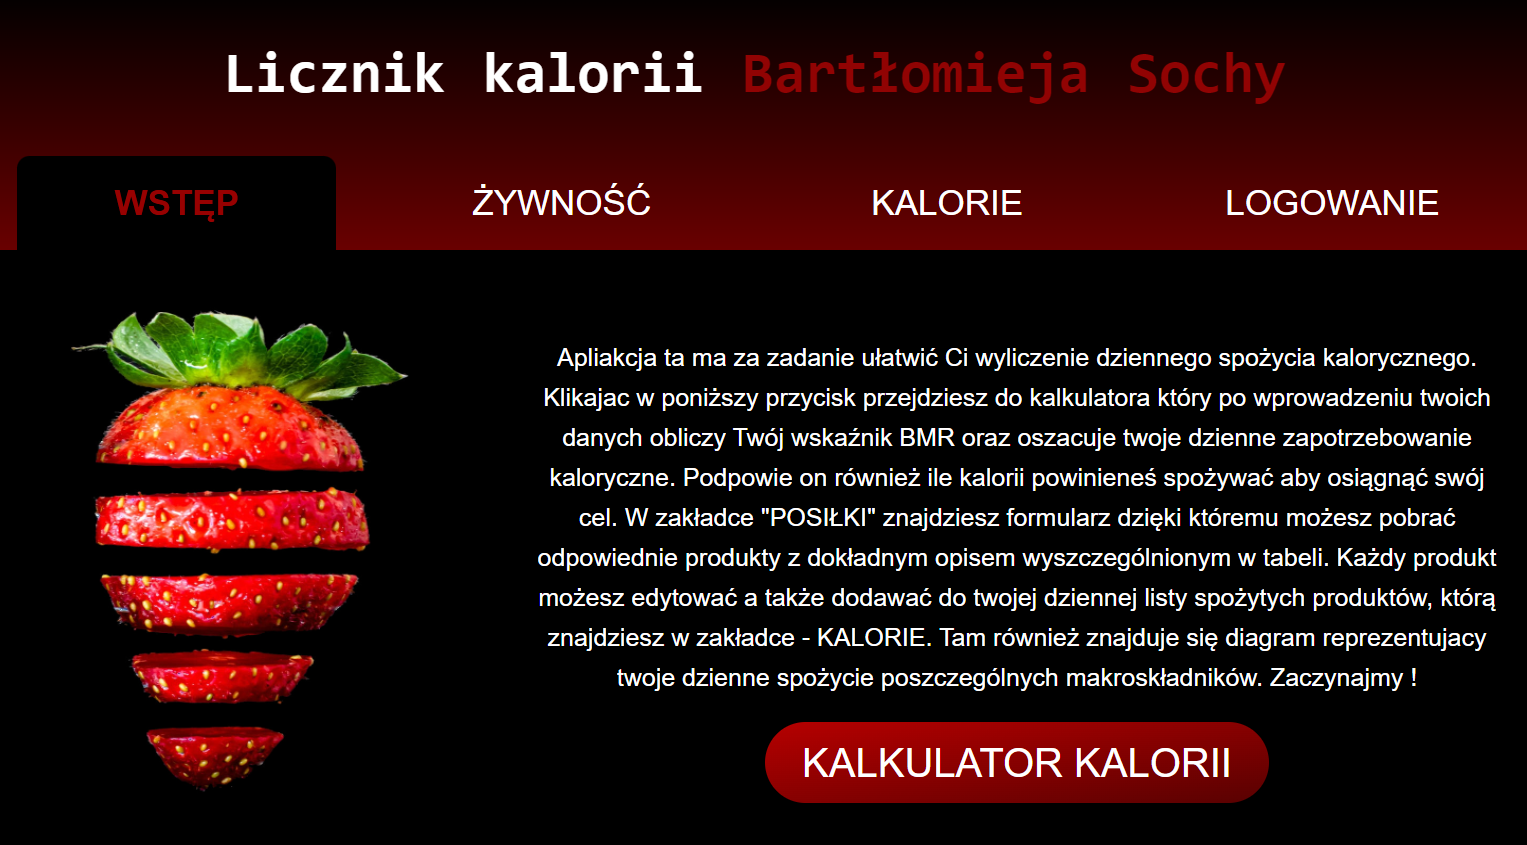 Licznik kalorii Bartłomieja Sochy
WSTĘP ŻYWNOŚĆ KALORIE LOGOWANIE
Apliakcja ta ma za zadanie ułatwić Ci wyliczenie dziennego spożycia kalorycznego.
Klikajac w poniższy przycisk przejdziesz do kalkulatora który po wprowadzeniu twoich
danych obliczy Twój wskaźnik BMR oraz oszacuje twoje dzienne zapotrzebowanie
kaloryczne. Podpowie on również ile kalorii powinieneś spożywać aby osiągnąć swój
cel. W zakładce "POSIŁKI" znajdziesz formularz dzięki któremu możesz pobrać
odpowiednie produkty z dokładnym opisem wyszczególnionym w tabeli. Każdy produkt
możesz edytować a także dodawać do twojej dziennej listy spożytych produktów, którą
znajdziesz w zakładce - KALORIE. Tam również znajduje się diagram reprezentujacy
twoje dzienne spożycie poszczególnych makroskładników. Zaczynajmy !
KALKULATOR KALORII